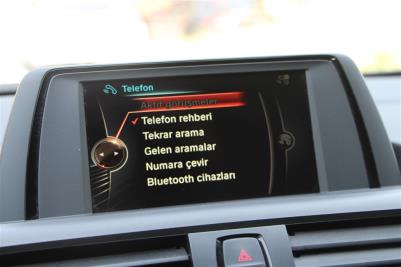 Telefon
Aktif görüşmeler
Telefon rehberi
Tekrar arama
Gelen aramalar
Numara çevir
Bluetooth cihazları